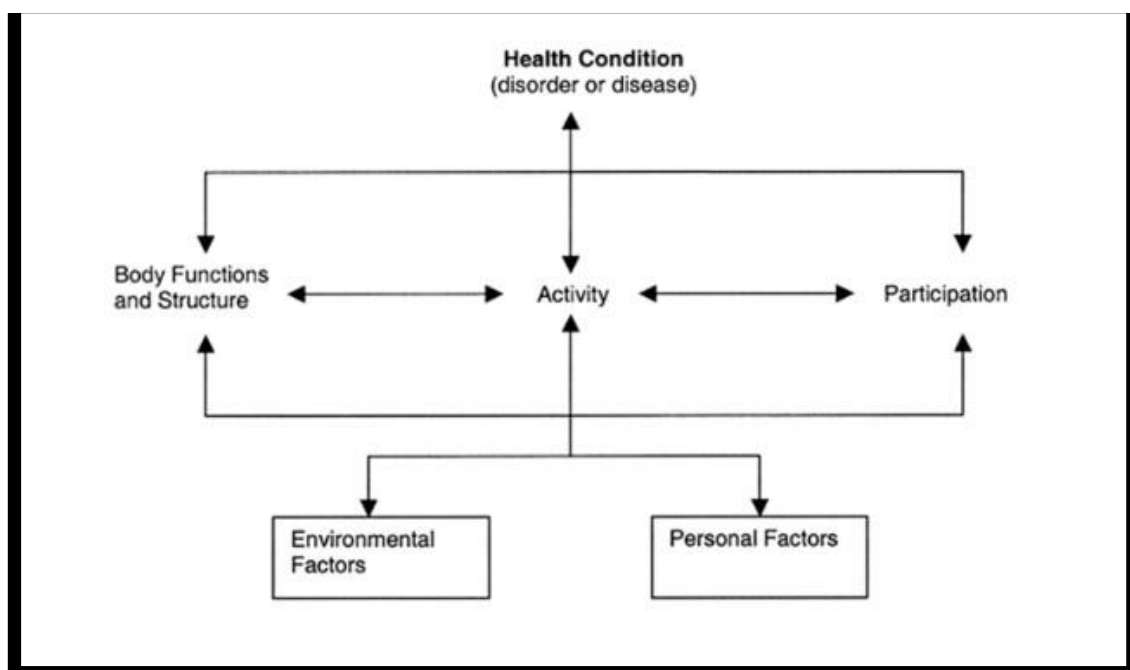 Health Condition
(disorder or disease)
Body Functions
and Structure
Activity
Participation
Environmental
Factors
Personal Factors